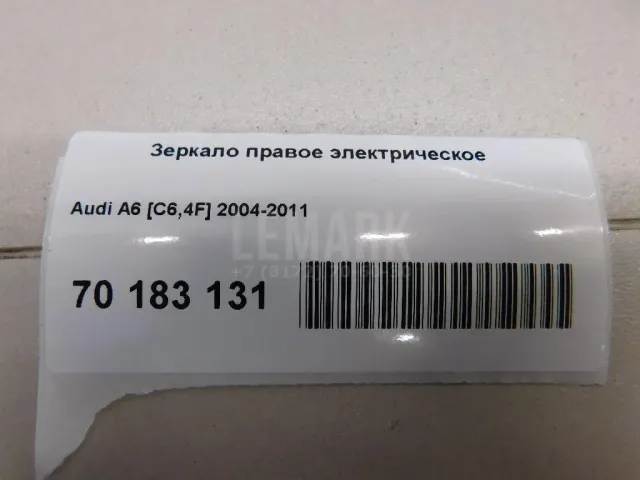 Зеркало правое электрическое
Audi A6 [C6,4F] 2004-2011
LEMARK
70 183 131